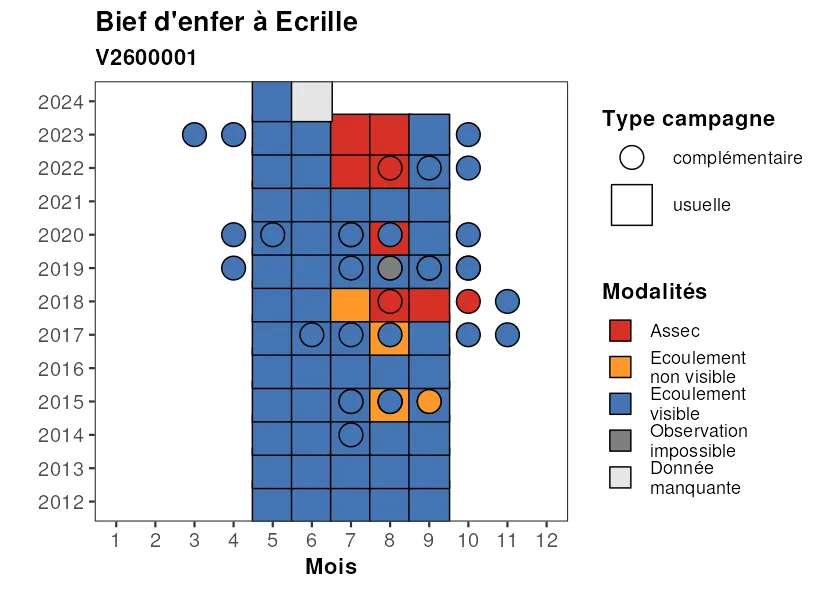 Bief d'enfer à Ecrille
V2600001
2024
2023
2022
2021
2020
2019
2018
2017
2016
2015
2014
2013
2012
1 2 3 4 5 6 7 8 9 10 11 12
Mois
Type campagne
complémentaire
usuelle
Modalités
Assec
Ecoulement
non visible
Ecoulement
visible
Observation
impossible
Donnée
manquante